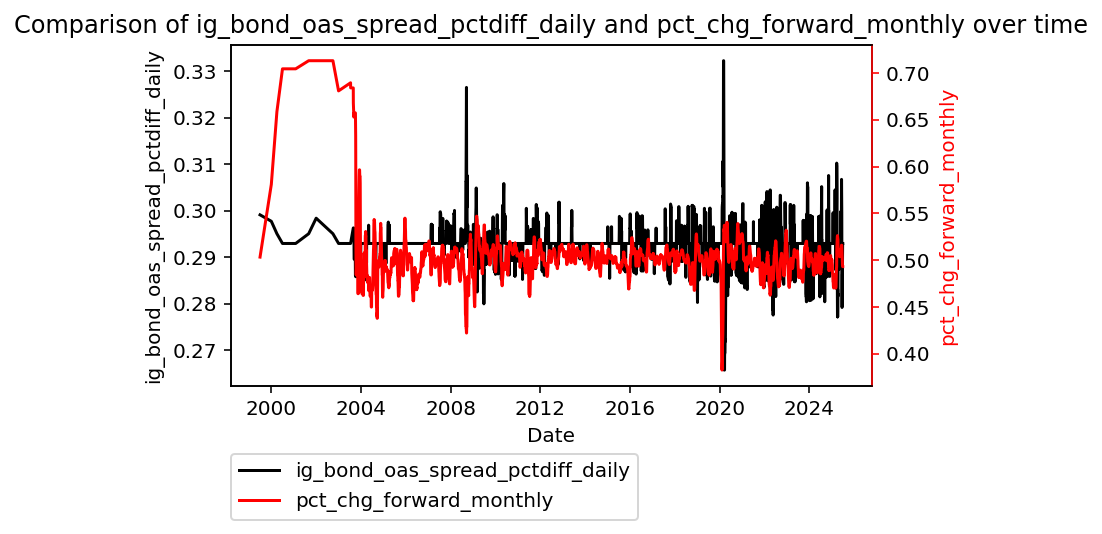 Comparison of ig_bond_oas_spread_pctdiff_daily and pct_chg_forward_monthly over time
ig_bond_oas_spread_pctdiff_daily
0.33
0.32
0.31
0.30
0.29
0.28
0.27
0.70
0.65
0.60
0.55
0.50
0.45
0.40
pct_chg_forward_monthly
2000 2004 2008 2012 2016 2020 2024
Date
ig_bond_oas_spread_pctdiff_daily
pct_chg_forward_monthly